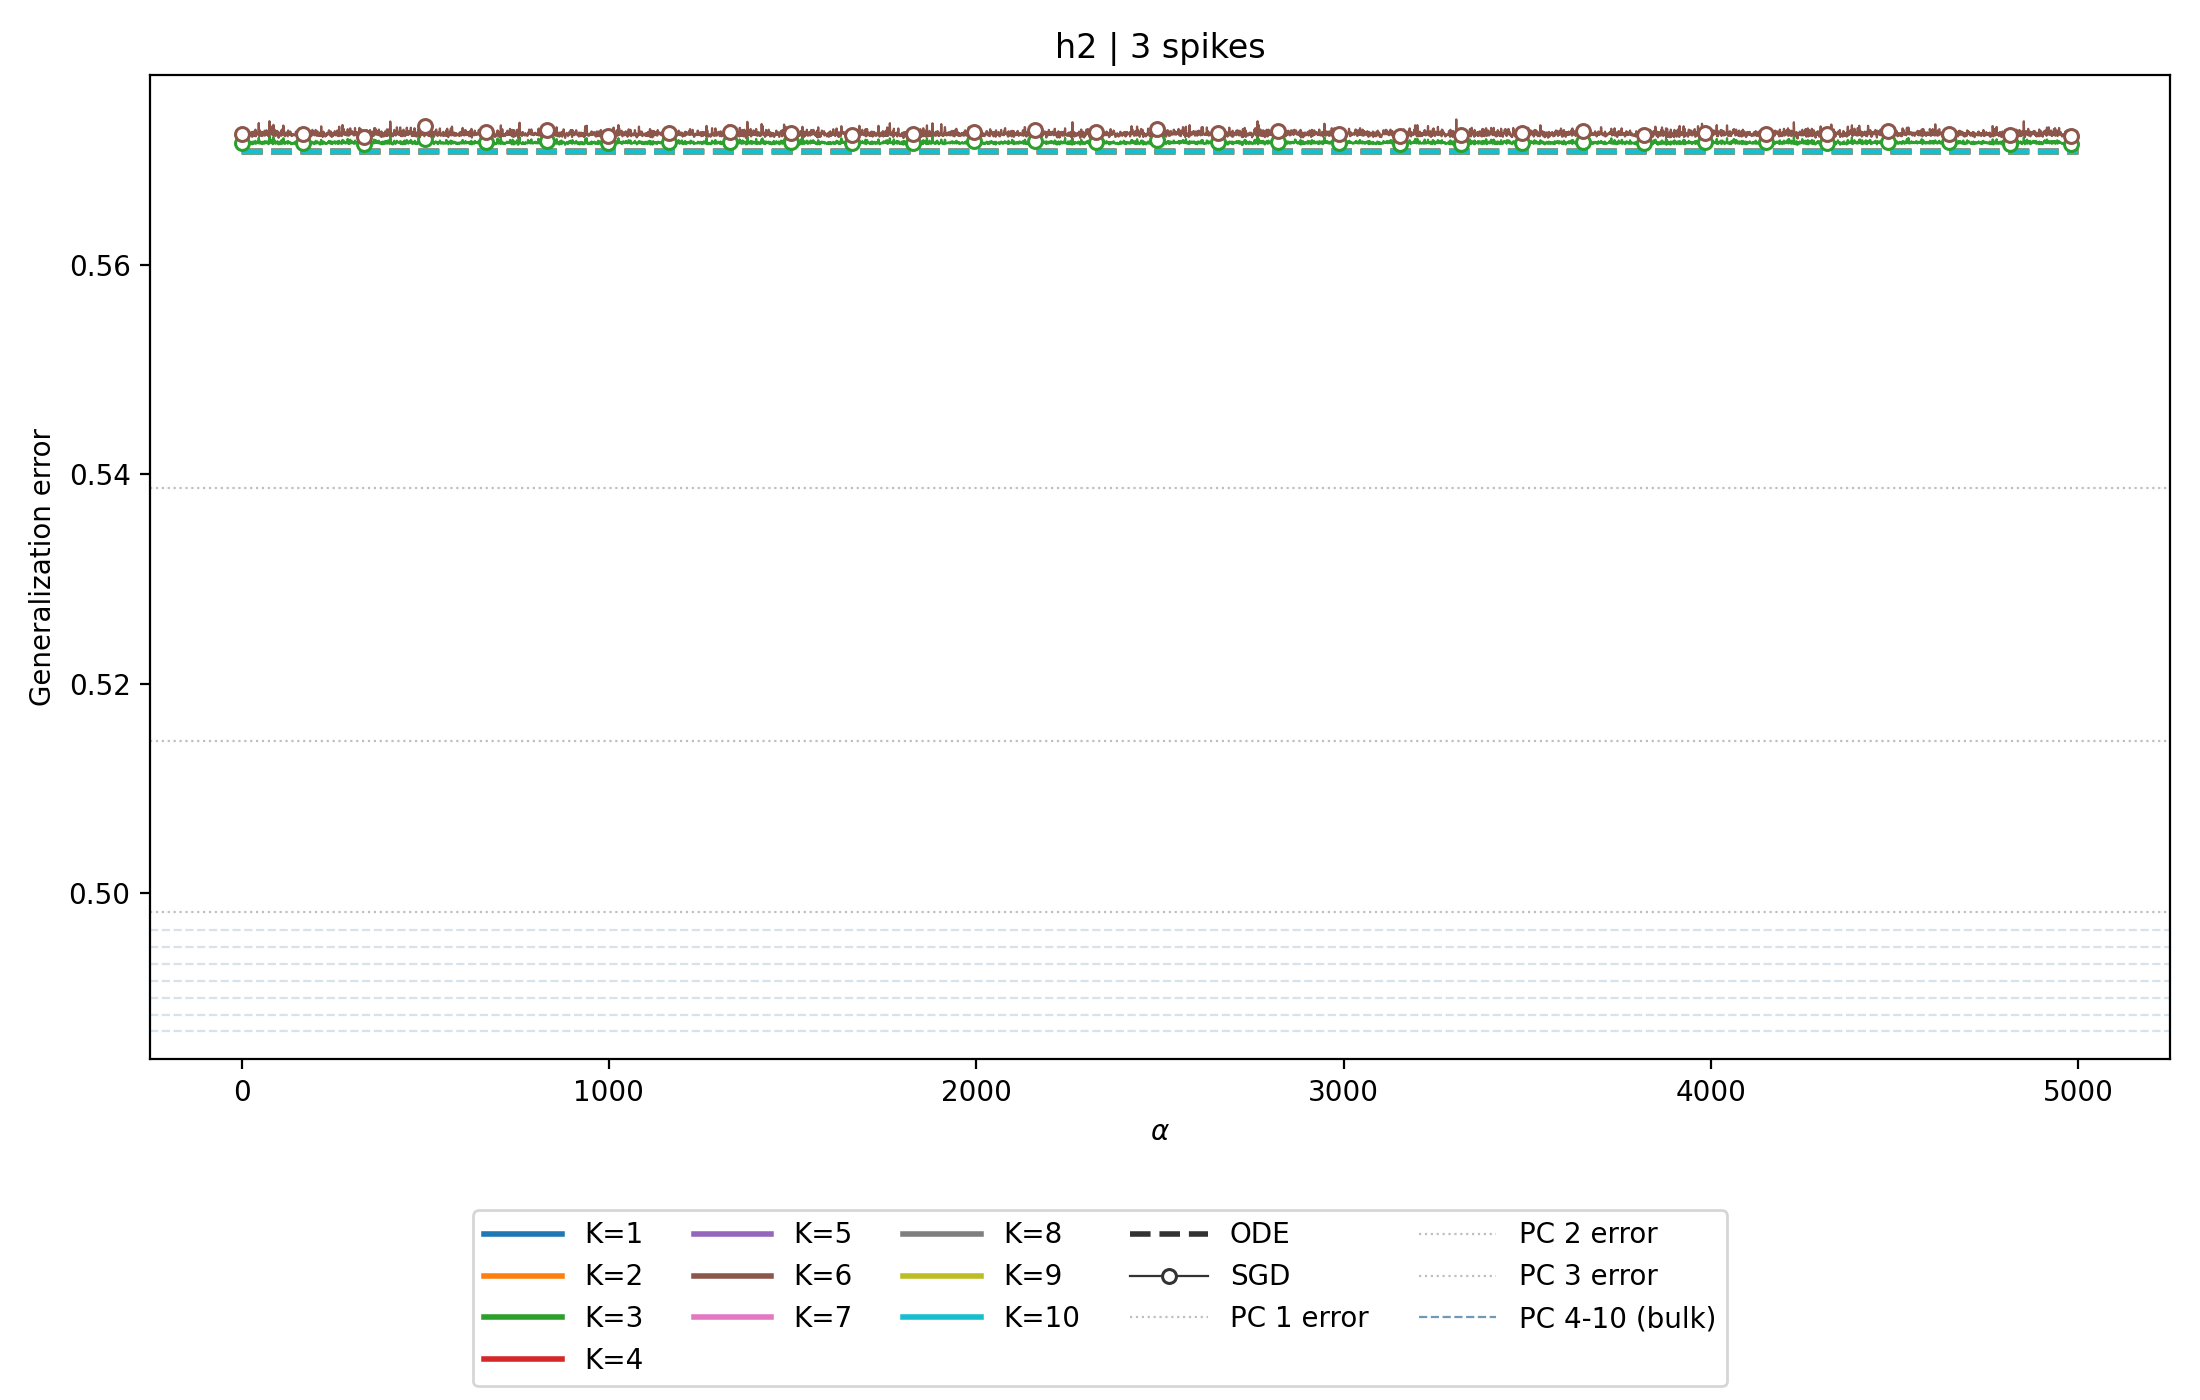 h2 | 3 spikes
Generalization error
0.56
0.54
0.52
0.50
0 1000 2000 3000 4000 5000
α
K=1 K=5 K=8 ODE PC 2 error
K=2 K=6 K=9 SGD PC 3 error
K=3 K=7 K=10 PC 1 error PC 4-10 (bulk)
K=4